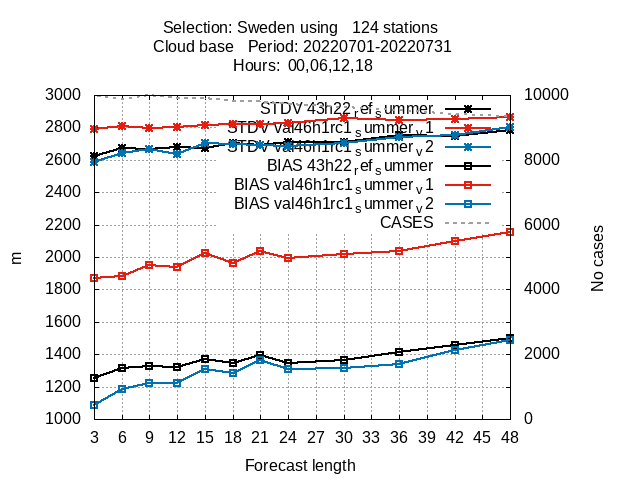 Selection: Sweden using   124 stations
Cloud base   Period: 20220701-20220731
Hours:  00,06,12,18
3000
2800
2600
2400
2200
2000
1800
1600
1400
1200
1000
m
STDV 43h22_ref_summer
STDV val46h1rc1_summer_v1
STDV val46h1rc1_summer_v2
BIAS 43h22_ref_summer
BIAS val46h1rc1_summer_v1
BIAS val46h1rc1_summer_v2
CASES
10000
8000
6000
4000
2000
0
No cases
3 6 9 12 15 18 21 24 27 30 33 36 39 42 45 48
Forecast length